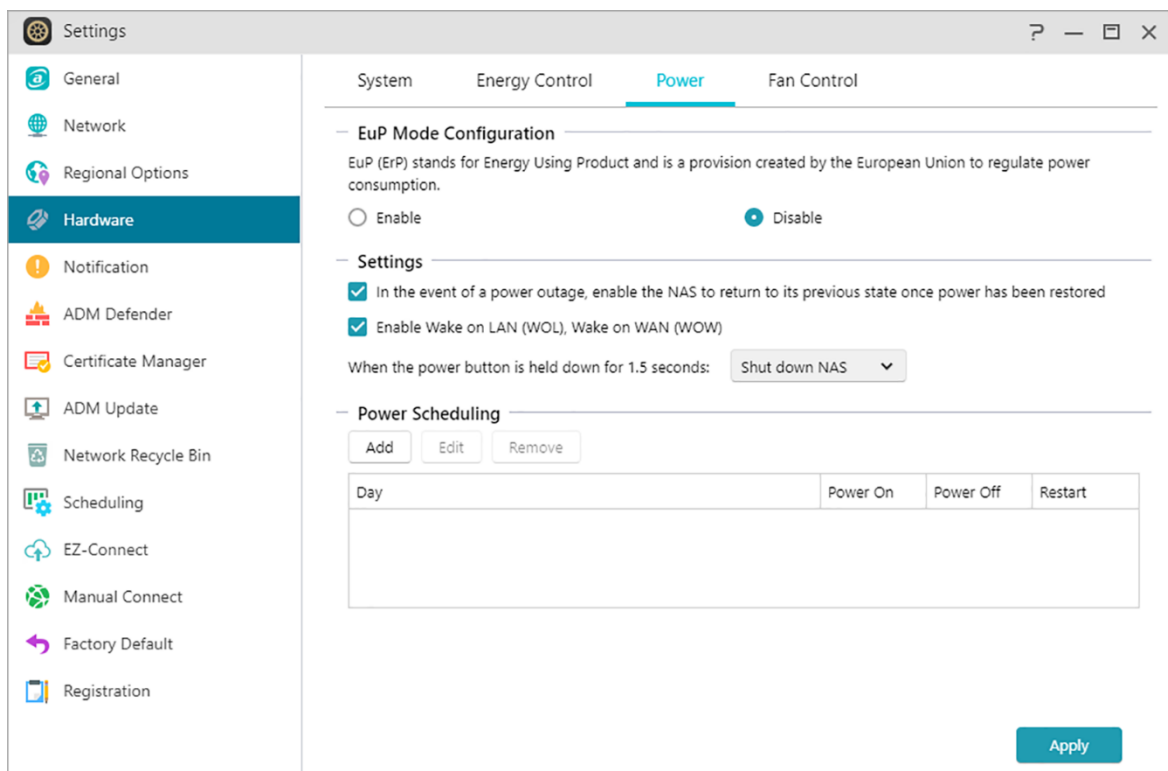 Settings
General
Network
Regional Options
Hardware
Notification
ADM Defender
Certificate Manager
ADM Update
Network Recycle Bin
Scheduling
EZ-Connect
Manual Connect
Factory Default
Registration
System Energy Control Power Fan Control
EuP Mode Configuration
EuP (ErP) stands for Energy Using Product and is a provision created by the European Union to regulate power
consumption.
Enable Disable
Settings
In the event of a power outage, enable the NAS to return to its previous state once power has been restored
Enable Wake on LAN (WOL), Wake on WAN (WOW)
When the power button is held down for 1.5 seconds: Shut down NAS
Power Scheduling
Add Edit Remove
Day Power On Power Off Restart
Apply